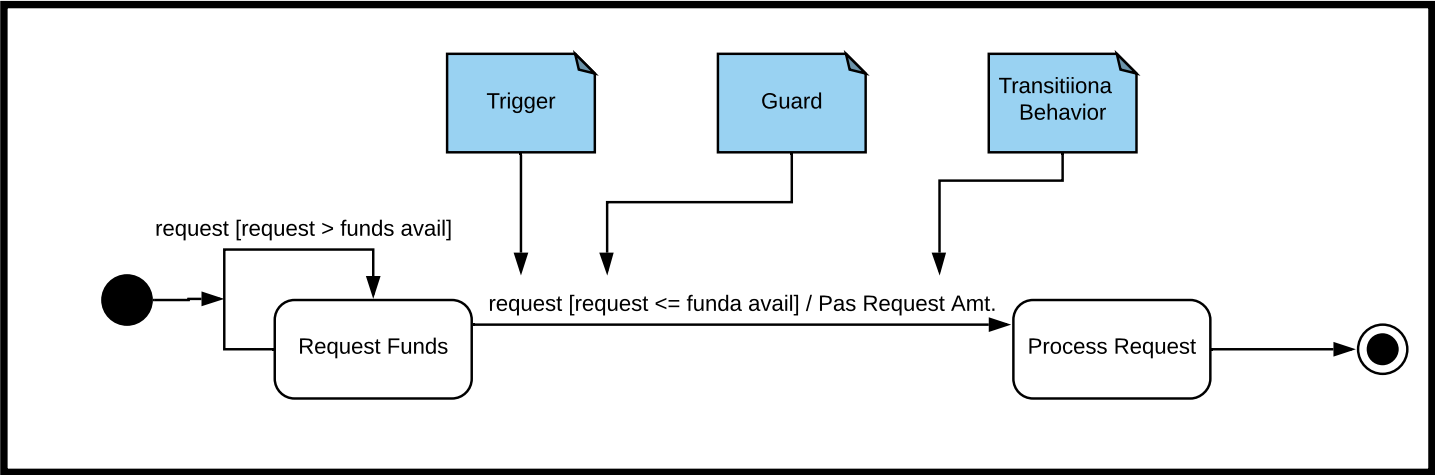 Trigger
Guard
Transitiiona
Behavior
request [request > funds avail]
request [request <= funda avail] / Pas Request Amt.
Request Funds
Process Request